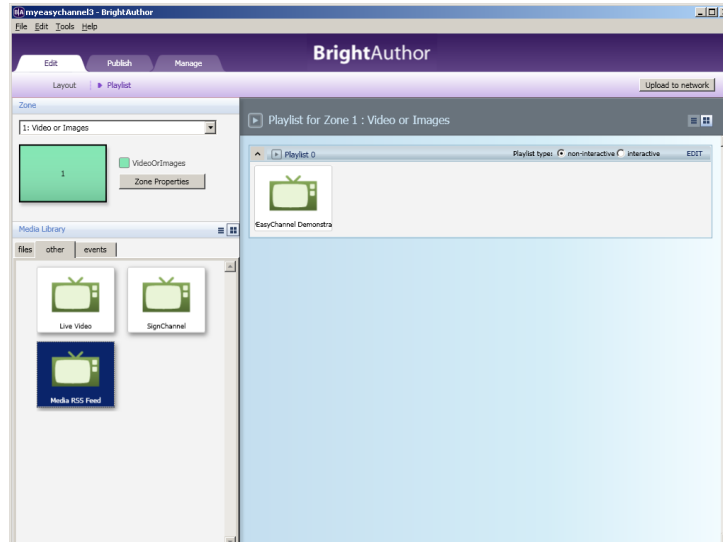 myeasychannel3 - BrightAuthor
File Edit Tools Help
BrightAuthor
Edit Publish Manage
Layout Playlist
Upload to network
Zone
1: Video or Images
1
VideoOrImages
Zone Properties
Playlist for Zone 1 : Video or Images
Playlist 0
Playlist type: non-interactive interactive EDIT
EasyChannel Demonstra
Media Library
files other events
Live Video SignChannel
Media RSS Feed